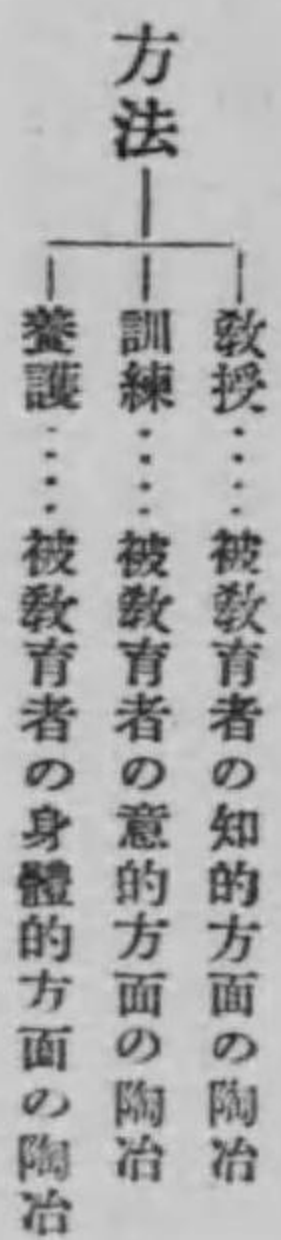 方法
教授‥‥被教育者の知的方面の陶冶
訓練‥‥被教育者の意的方面の陶冶
養護‥‥被教育者の身體的方面の陶冶